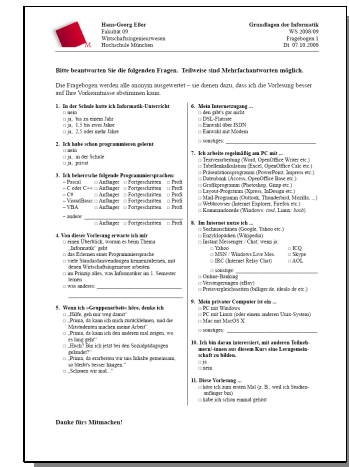 Hans-Georg Eßer
Fakultät 09
Wirtschaftsingenieurwesen
Hochschule München
Grundlagen der Informatik
WS 2008/09
Fragebogen 1
Di 07.10.2008
Bitte beantworten Sie die folgenden Fragen. Teilweise sind Mehrfachantworten möglich.
Die Fragebögen werden alle anonym ausgewertet – sie dienen dazu, dass ich die Vorlesung besser
auf Ihre Vorkenntnisse abstimmen kann.
1. In der Schule hatte ich Informatik-Unterricht
nein
ja, bis zu einem Jahr
ja, 1,5 bis zwei Jahre
ja, 2,5 oder mehr Jahre
2. Ich habe schon programmieren gelernt
nein
ja, in der Schule
ja, privat
3. Ich beherrsche folgende Programmiersprachen:
– Pascal Anfänger Fortgeschritten Profi
– C oder C++ Anfänger Fortgeschritten Profi
– C# Anfänger Fortgeschritten Profi
– VisualBasic Anfänger Fortgeschritten Profi
– VBA Anfänger Fortgeschritten Profi
– andere:
Anfänger Fortgeschritten Profi
4. Von dieser Vorlesung erwarte ich mir
einen Überblick, worum es beim Thema
„Informatik“ geht
das Erlernen einer Programmiersprache
viele Standardanwendungen kennenzulernen, mit
denen Wirtschaftsingenieure arbeiten
im Prinzip alles, was Informatiker im 1. Semester
lernen
was anderes:
5. Wenn ich »Gruppenarbeit« höre, denke ich
„Hilfe, geh nur weg damit“
„Prima, da kann ich mich zurücklehnen, und die
Mitstudenten machen meine Arbeit“
„Prima, da kann ich den anderen mal zeigen, wo
es lang geht“
„Huch? Bin ich jetzt bei den Sozialpädagogen
gelandet?“
„Prima, da erarbeiten wir uns Inhalte gemeinsam,
so bleibt's besser hängen.“
„Schauen wir mal...“
6. Mein Internetzugang ...
den gibt's gar nicht
DSL-Flatrate
Einwahl über ISDN
Einwahl mit Modem
sonstiges:
7. Ich arbeite regelmäßig am PC mit ...
Textverarbeitung (Word, OpenOffice Writer etc.)
Tabellenkalkulation (Excel, OpenOffice Calc etc.)
Präsentationsprogramm (PowerPoint, Impress etc.)
Datenbank (Access, OpenOffice Base etc.)
Grafikprogramm (Photoshop, Gimp etc.)
Layout-Programm (Xpress, InDesign etc.)
Mail-Programm (Outlook, Thunderbird, Mozilla, ...)
Webbrowser (Internet Explorer, Firefox etc.)
Kommandozeile (Windows: cmd, Linux: bash)
8. Im Internet nutze ich ...
Suchmaschinen (Google, Yahoo etc.)
Enzyklopädien (Wikipedia)
Instant Messenger / Chat, wenn ja:
Yahoo ICQ
MSN / Windows Live Mes. Skype
IRC (Internet Relay Chat) AOL
sonstige:
Online-Banking
Versteigerungen (eBay)
Preisvergleichsseiten (billiger.de, idealo.de etc.)
9. Mein privater Computer ist ein ...
PC mit Windows
PC mit Linux (oder einem anderen Unix-System)
Mac mit MacOS X
sonstiges:
10. Ich bin daran interessiert, mit anderen Teilneh-
mern/-innen aus diesem Kurs eine Lerngemein-
schaft zu bilden.
ja
nein
11. Diese Vorlesung ...
höre ich zum ersten Mal (z. B., weil ich Studien-
anfänger bin)
habe ich schon einmal gehört
Danke fürs Mitmachen!